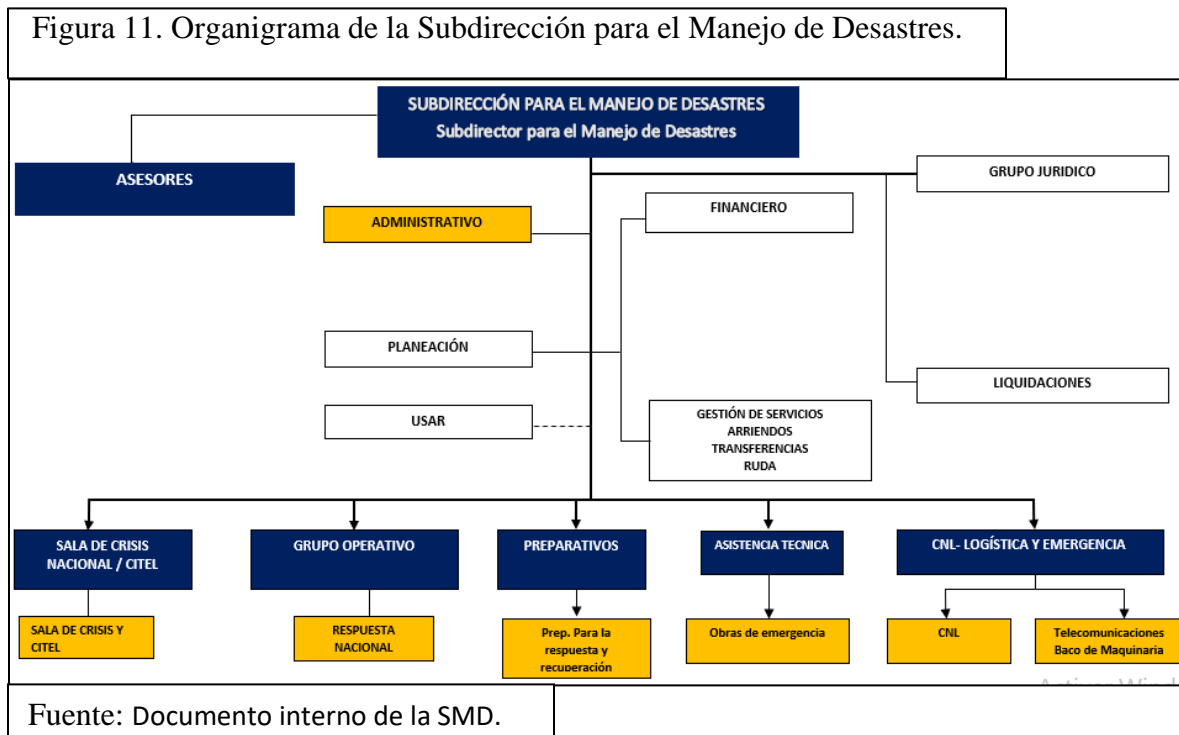 Figura 11. Organigrama de la Subdirección para el Manejo de Desastres.
SUBDIRECCIÓN PARA EL MANEJO DE DESASTRES
Subdirector para el Manejo de Desastres
ASESORES
GRUPO JURIDICO
FINANCIERO
ADMINISTRATIVO
PLANEACIÓN
LIQUIDACIONES
USAR
GESTIÓN DE SERVICIOS
ARRIENDOS
TRANSFERENCIAS
RUDA
SALA DE CRISIS
NACIONAL / CITEL
GRUPO OPERATIVO
PREPARATIVOS
ASISTENCIA TECNICA
CNL- LOGÍSTICA Y EMERGENCIA
SALA DE CRISIS Y
CITEL
RESPUESTA
NACIONAL
Prep. Para la
respuesta y
recuperación
Obras de emergencia
CNL
Telecomunicaciones
Baco de Maquinaria
Fuente: Documento interno de la SMD.